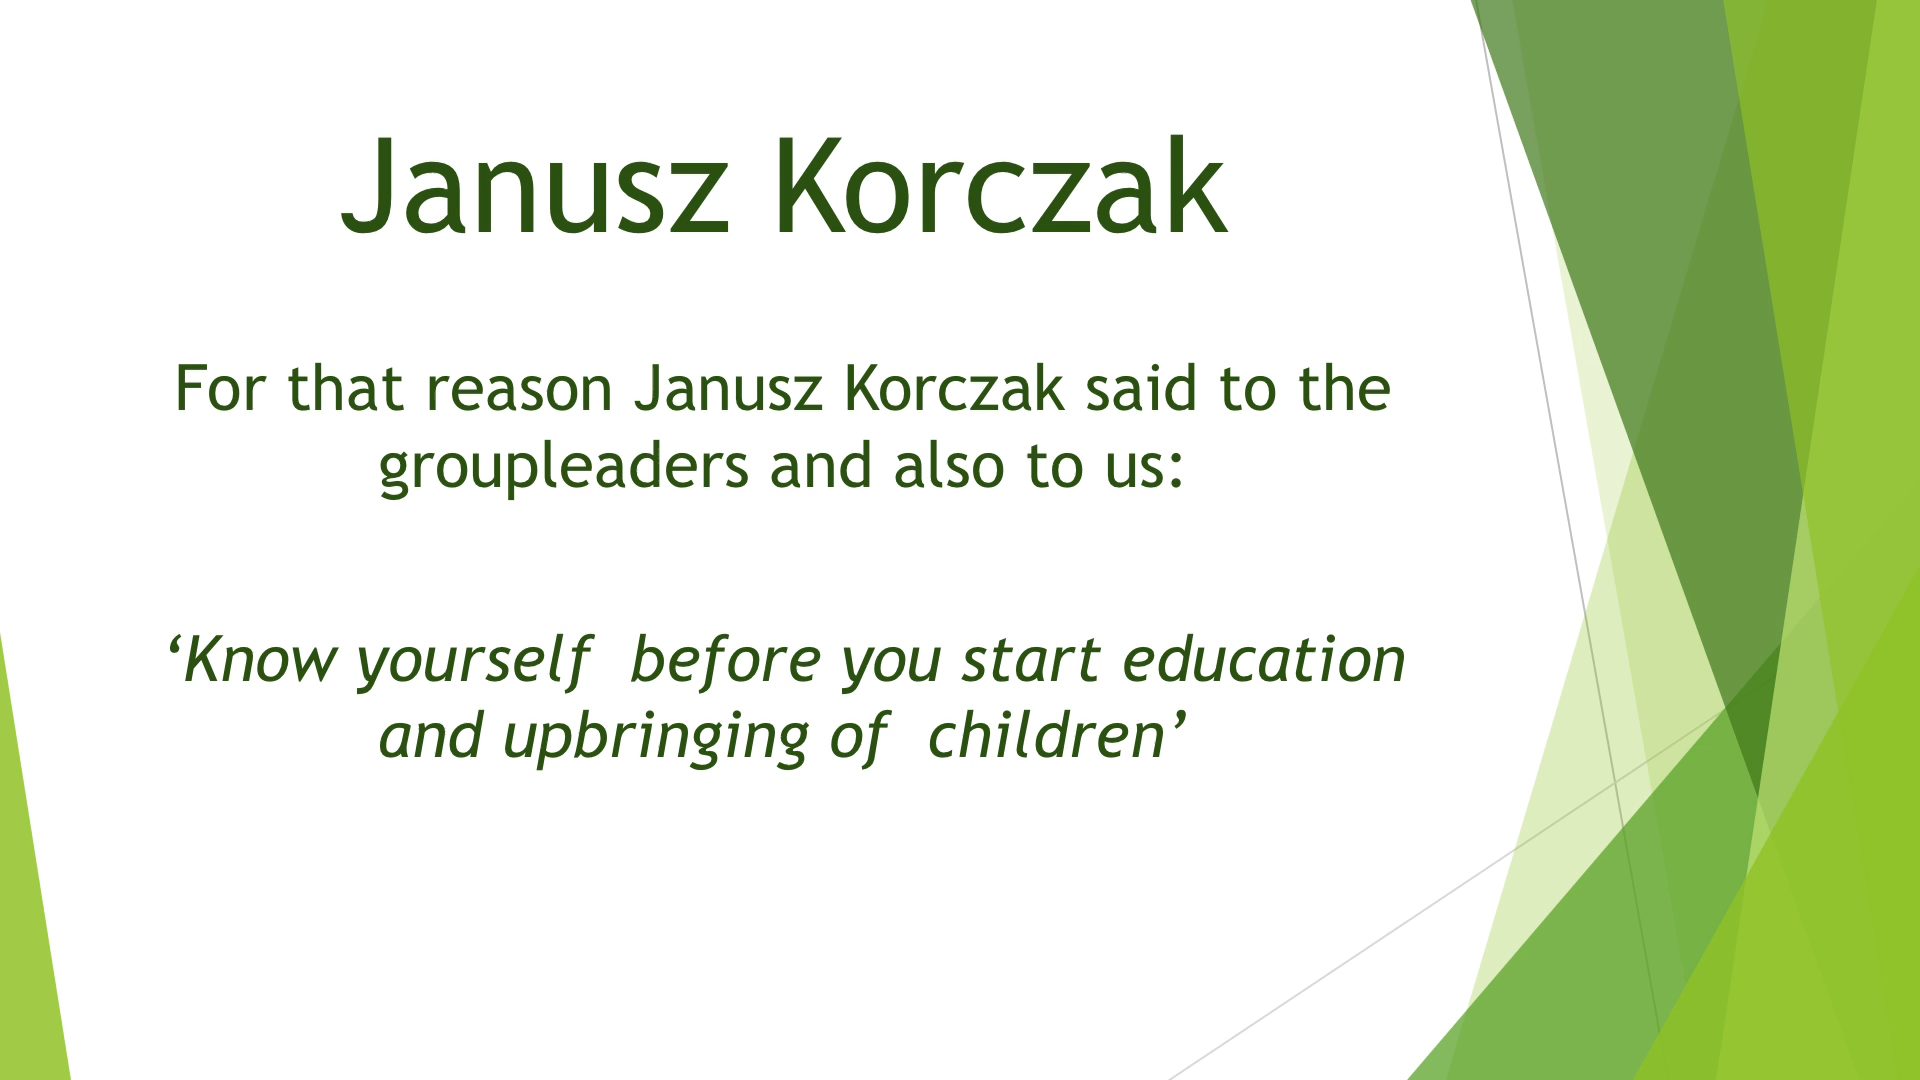 Janusz Korczak
For that reason Janusz Korczak said to the
groupleaders and also to us:
‘Know yourself  before you start education
and upbringing of  children’